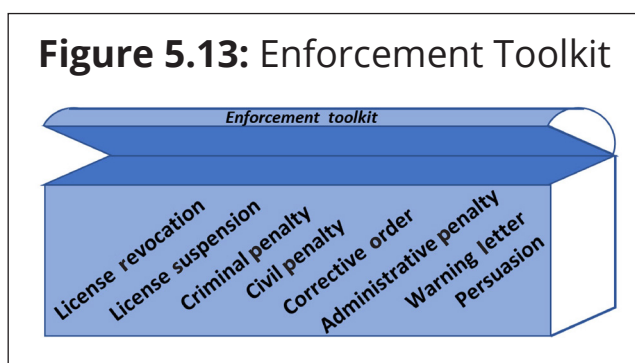 Figure 5.13: Enforcement Toolkit
Enforcement toolkit
License revocation
License suspension
Criminal penalty
Civil penalty
Corrective order
Administrative penalty
Warning letter
Persuasion